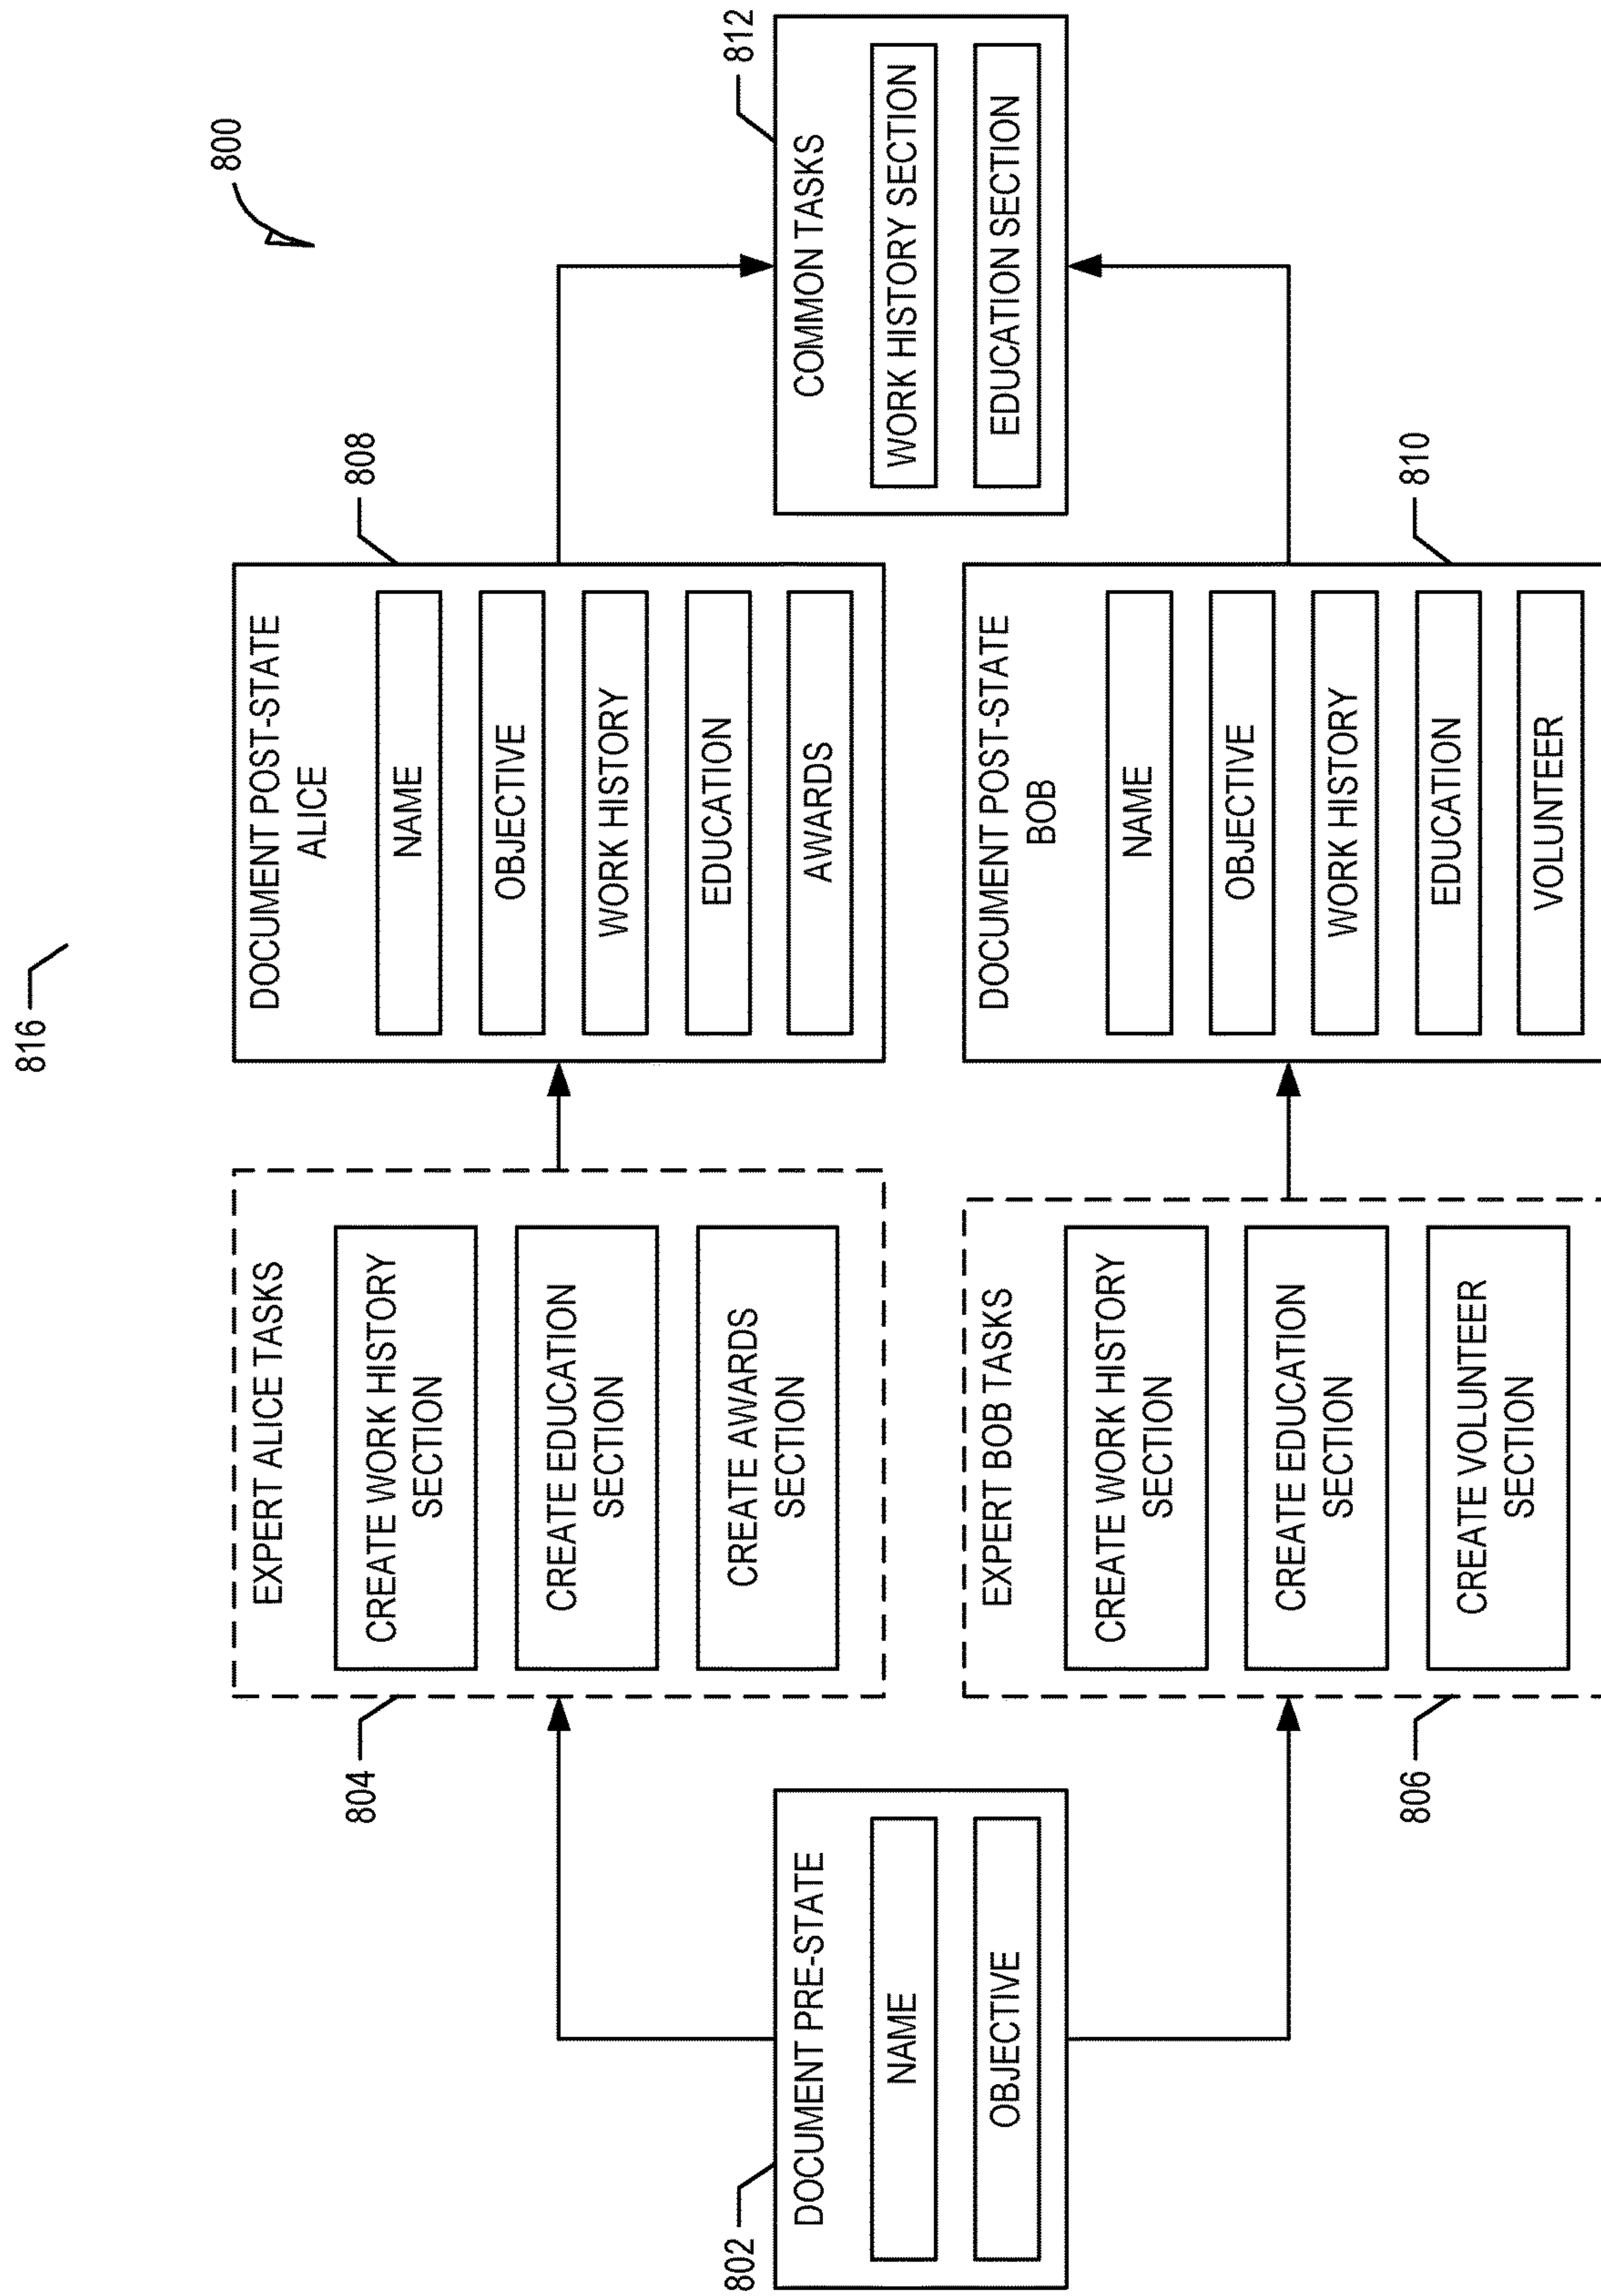 816
800
802
DOCUMENT PRE-STATE
NAME
OBJECTIVE
804
EXPERT ALICE TASKS
CREATE WORK HISTORY
SECTION
CREATE EDUCATION
SECTION
CREATE AWARDS
SECTION
806
EXPERT BOB TASKS
CREATE WORK HISTORY
SECTION
CREATE EDUCATION
SECTION
CREATE VOLUNTEER
SECTION
808
DOCUMENT POST-STATE
ALICE
NAME
OBJECTIVE
WORK HISTORY
EDUCATION
AWARDS
810
DOCUMENT POST-STATE
BOB
NAME
OBJECTIVE
WORK HISTORY
EDUCATION
VOLUNTEER
812
COMMON TASKS
WORK HISTORY SECTION
EDUCATION SECTION